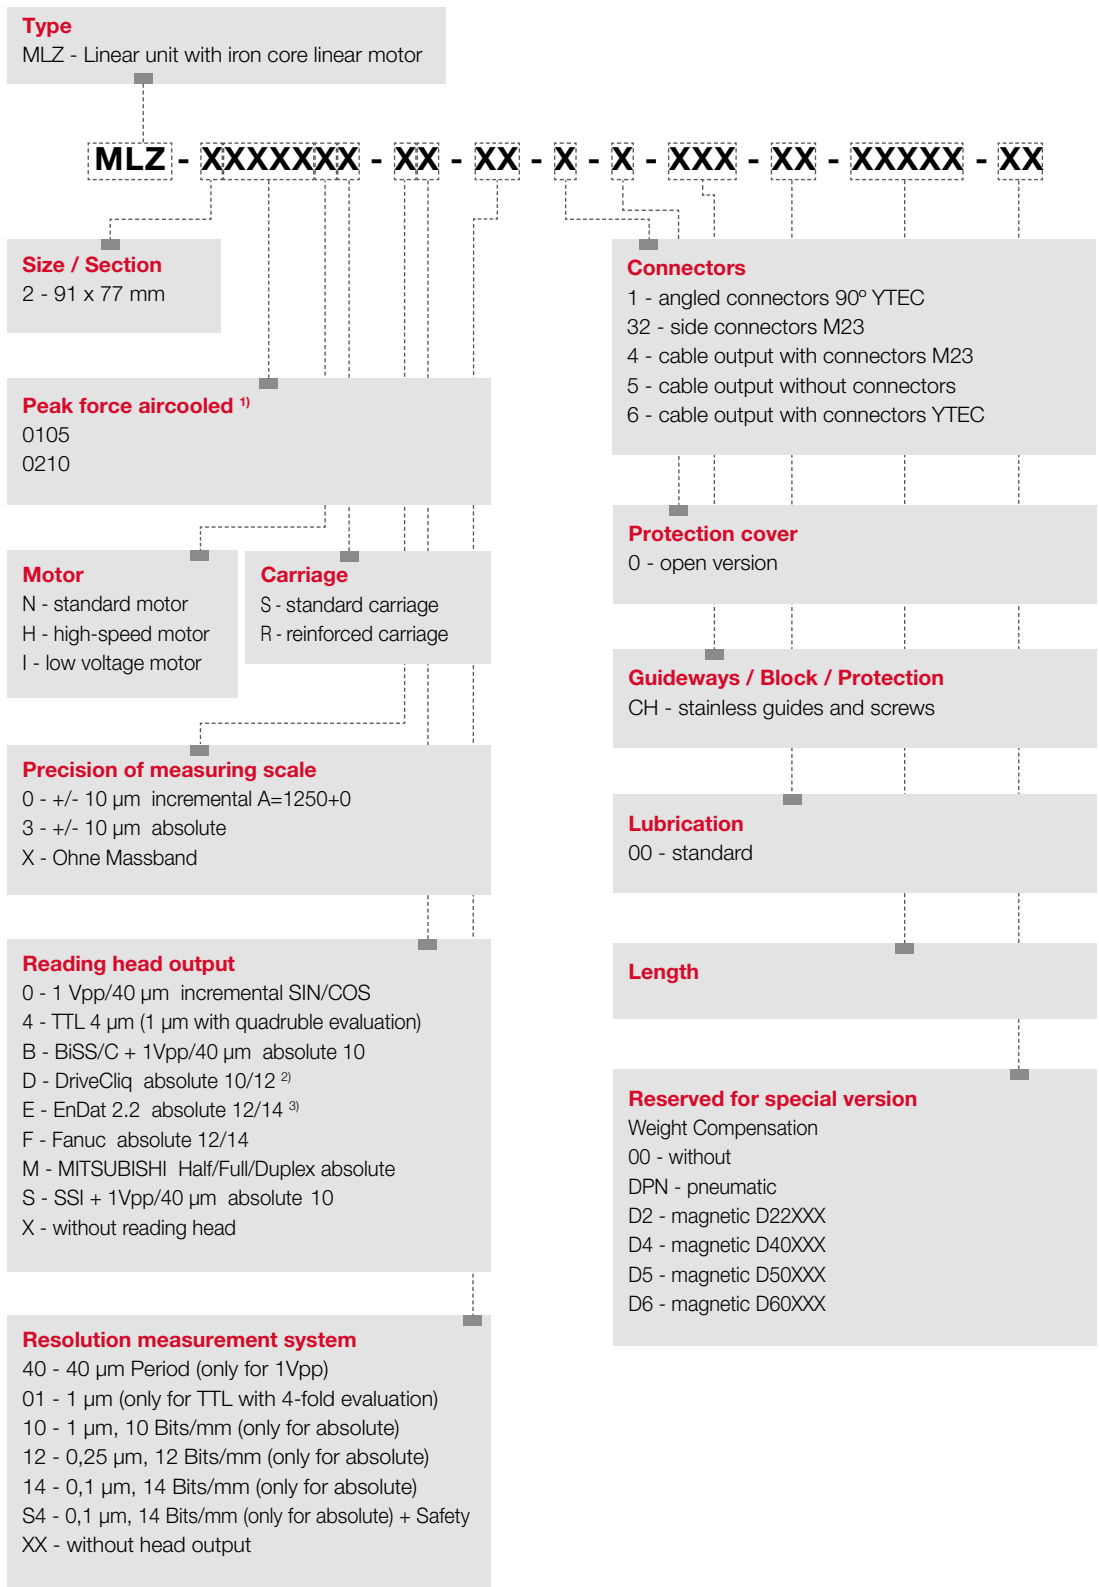 Type
MLZ - Linear unit with iron core linear motor
MLZ - XXXXXXX - XX - XX - X - X - XXX - XX - XXXXX - XX
Size / Section
2 - 91 x 77 mm
Peak force aircooled 1)
0105
0210
Motor
N - standard motor
H - high-speed motor
I - low voltage motor
Carriage
S - standard carriage
R - reinforced carriage
Precision of measuring scale
0 - +/- 10 µm incremental A=1250+0
3 - +/- 10 µm absolute
X - Ohne Massband
Reading head output
0 - 1 Vpp/40 µm incremental SIN/COS
4 - TTL 4 µm (1 µm with quadruble evaluation)
B - BiSS/C + 1Vpp/40 µm absolute 10
D - DriveCliq absolute 10/12 2)
E - EnDat 2.2 absolute 12/14 3)
F - Fanuc absolute 12/14
M - MITSUBISHI Half/Full/Duplex absolute
S - SSI + 1Vpp/40 µm absolute 10
X - without reading head
Resolution measurement system
40 - 40 µm Period (only for 1Vpp)
01 - 1 µm (only for TTL with 4-fold evaluation)
10 - 1 µm, 10 Bits/mm (only for absolute)
12 - 0,25 µm, 12 Bits/mm (only for absolute)
14 - 0,1 µm, 14 Bits/mm (only for absolute)
S4 - 0,1 µm, 14 Bits/mm (only for absolute) + Safety
XX - without head output
Connectors
1 - angled connectors 90º YTEC
32 - side connectors M23
4 - cable output with connectors M23
5 - cable output without connectors
6 - cable output with connectors YTEC
Protection cover
0 - open version
Guideways / Block / Protection
CH - stainless guides and screws
Lubrication
00 - standard
Length
Reserved for special version
Weight Compensation
00 - without
DPN - pneumatic
D2 - magnetic D22XXX
D4 - magnetic D40XXX
D5 - magnetic D50XXX
D6 - magnetic D60XXX